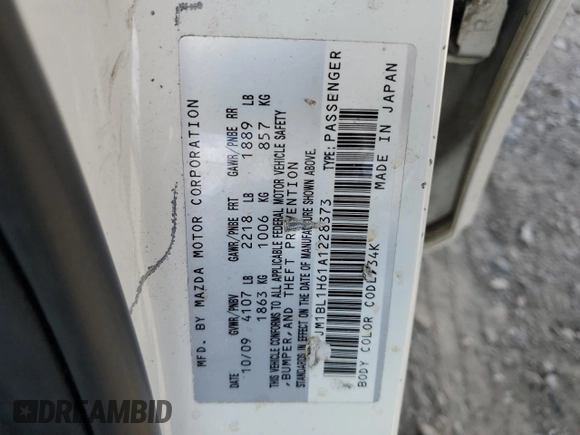 MFD. BY MAZDA MOTOR CORPORATION
DATE GVWR/PNBV GAWR/PNBE FRT GAWR/PNBE RR
10/09 4107 LB 2218 LB 1889 LB
1863 KG 1006 KG 857 KG
THIS VEHICLE CONFORMS TO ALL APPLICABLE FEDERAL MOTOR VEHICLE SAFETY
, BUMPER, AND THEFT PREVENTION
STANDARDS IN EFFECT ON THE DATE OF MANUFACTURE SHOWN ABOVE.
JM1BL1H61A1228373 TYPE: PASSENGER
BODY COLOR CODE: 34K MADE IN JAPAN
DREAMBID